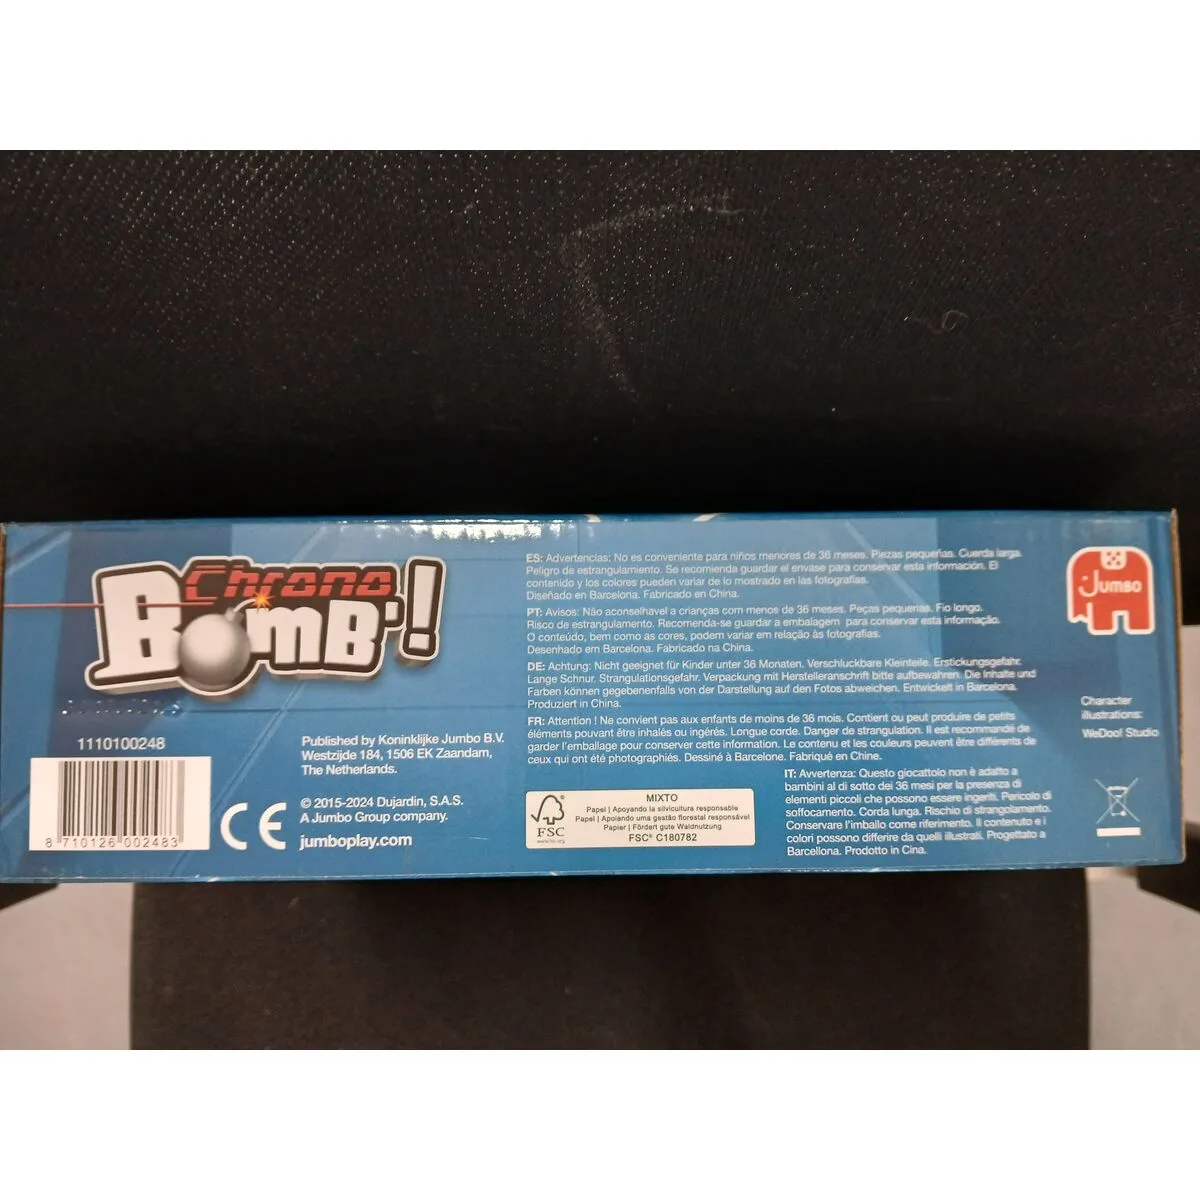 Chrono
BOMB'!
1110100248
8 710126 002483
Published by Koninklijke Jumbo B.V.
Westzijde 184, 1506 EK Zaandam,
The Netherlands.
© 2015-2024 Dujardin, S.A.S.
A Jumbo Group company.
CE
jumboplay.com
ES: Advertencias: No es conveniente para niños menores de 36 meses. Piezas pequeñas. Cuerda larga.
Peligro de estrangulamiento. Se recomienda guardar el envase para conservar esta información. El
contenido y los colores pueden variar de lo mostrado en las fotografías.
Diseñado en Barcelona. Fabricado en China.
PT: Avisos: Não aconselhavel a crianças com menos de 36 meses. Peças pequenas. Fio longo.
Risco de estrangulamento. Recomenda-se guardar a embalagem para conservar esta informação.
O conteúdo, bem como as cores, podem variar em relação às fotografias.
Desenhado em Barcelona. Fabricado na China.
DE: Achtung: Nicht geeignet für Kinder unter 36 Monaten. Verschluckbare Kleinteile. Erstickungsgefahr.
Lange Schnur. Strangulationsgefahr. Verpackung mit Herstelleranschrift bitte aufbewahren. Die Inhalte und
Farben können gegebenenfalls von der Darstellung auf den Fotos abweichen. Entwickelt in Barcelona.
Produziert in China.
FR: Attention ! Ne convient pas aux enfants de moins de 36 mois. Contient ou peut produire de petits
éléments pouvant être inhalés ou ingérés. Longue corde. Danger de strangulation. Il est recommandé de
garder l'emballage pour conserver cette information. Le contenu et les couleurs peuvent être différents de
ceux qui ont été photographiés. Dessiné à Barcelone. Fabriqué en Chine.
IT: Avvertenza: Questo giocattolo non è adatto a
bambini al di sotto dei 36 mesi per la presenza di
elementi piccoli che possono essere ingeriti. Pericolo di
soffocamento. Corda lunga. Rischio di strangolamento.
Conservare l'imballo come riferimento. Il contenuto e i
colori possono differire da quelli illustrati. Progettato a
Barcellona. Prodotto in Cina.
FSC
www.fsc.org
MIXTO
Papel | Apoyando la silvicultura responsable
Papel | Apoiando uma gestão florestal responsável
Papier | Fördert gute Waldnutzung
FSC® C180782
Jumbo
Character
illustrations:
WeDoo! Studio